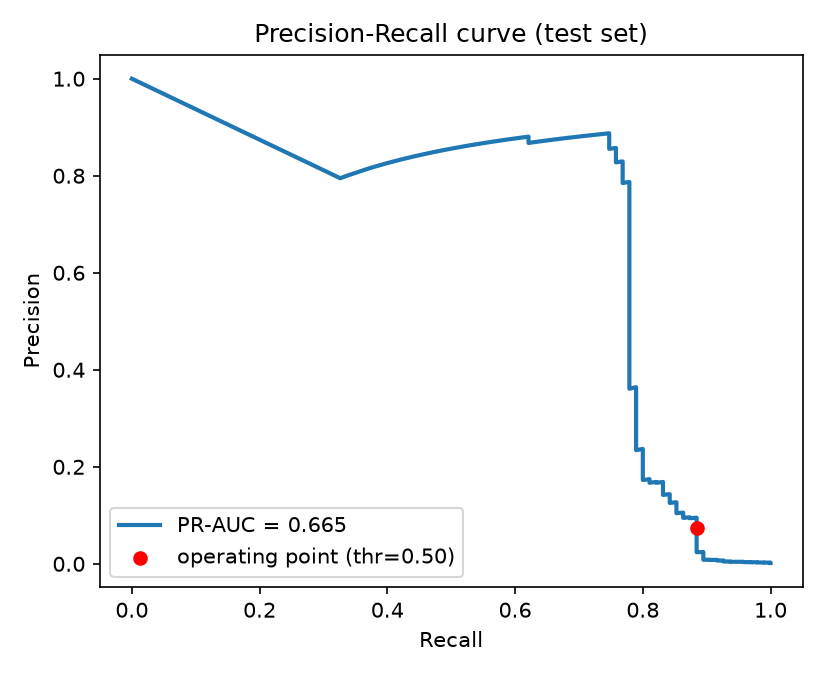 Precision-Recall curve (test set)
1.0
0.8
0.6
0.4
0.2
0.0
Precision
PR-AUC = 0.665
operating point (thr=0.50)
0.0 0.2 0.4 0.6 0.8 1.0
Recall